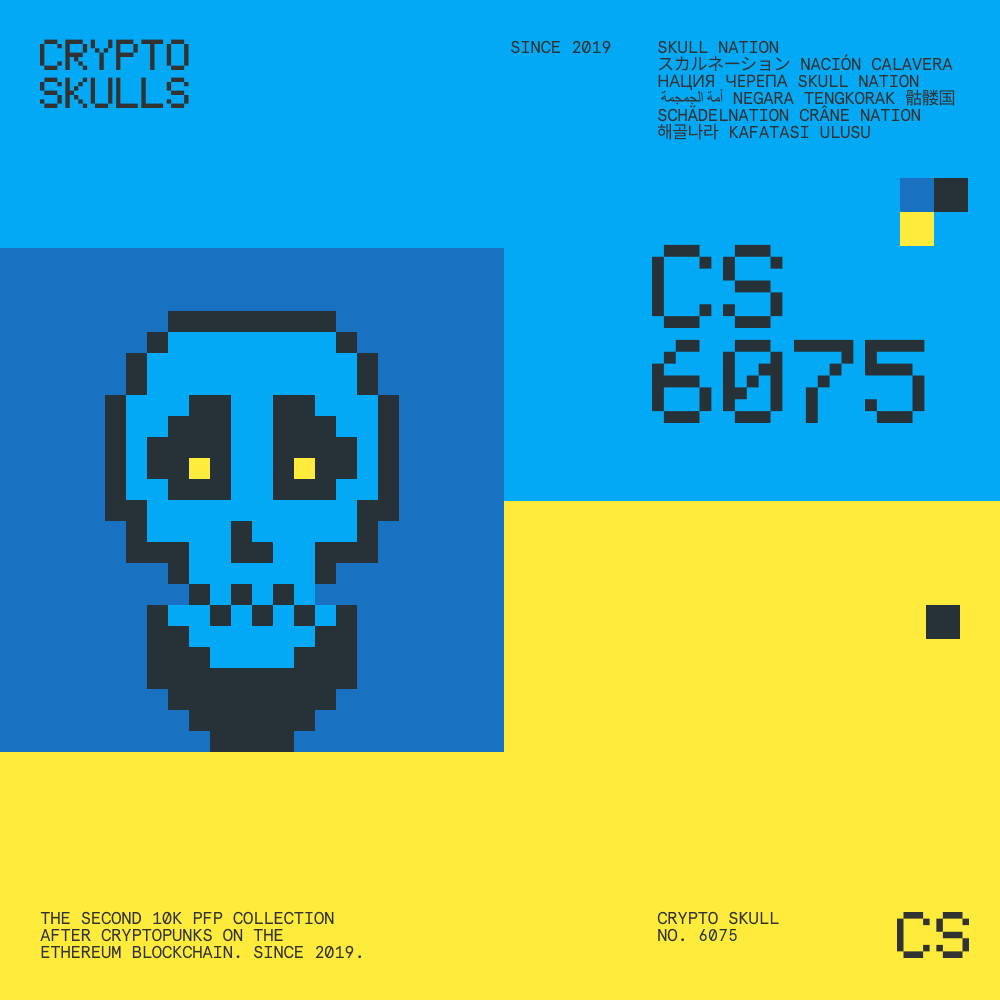 CRYPTO
SKULLS
SINCE 2019
SKULL NATION
スカルネーション NACIÓN CALAVERA
НАЦИЯ ЧЕРЕПА SKULL NATION
أمة الجمجمة NEGARA TENGKORAK 骷髅国
SCHÄDELNATION CRÂNE NATION
해골나라 KAFATASI ULUSU
CS
6075
THE SECOND 10K PFP COLLECTION
AFTER CRYPTOPUNKS ON THE
ETHEREUM BLOCKCHAIN. SINCE 2019.
CRYPTO SKULL
NO. 6075
CS